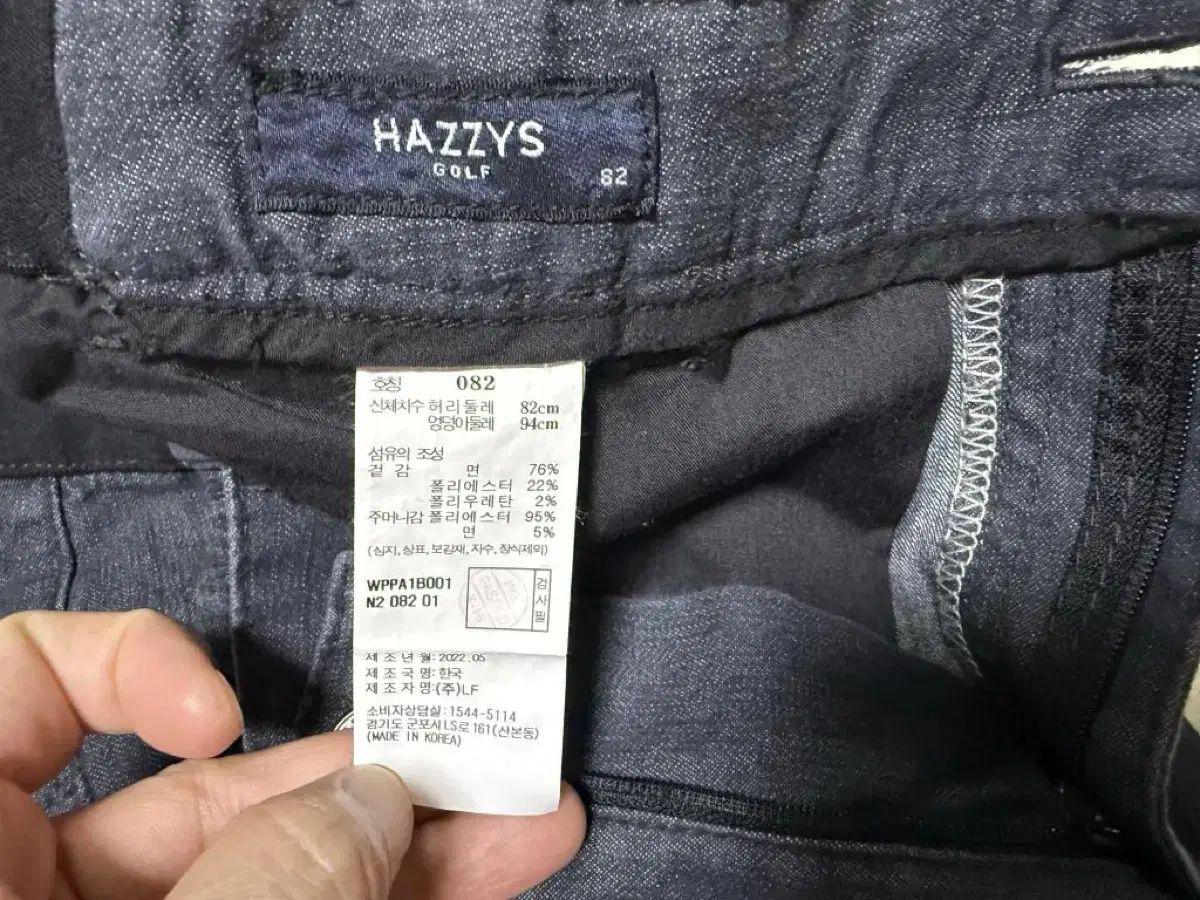 HAZZYS
GOLF
82
호칭 082
신체치수 허리둘레 82cm
엉덩이둘레 94cm
섬유의 조성
겉감 면 76%
폴리에스터 22%
폴리우레탄 2%
주머니감 폴리에스터 95%
면 5%
(심지,상표,보강재,자수,장식제외)
WPPA1B001
N2 082 01
검사필
제 조 년 월:2022.05
제 조 국 명:한국
제 조 자 명:(주)LF
소비자상담실:1544-5114
경기도 군포시LS로161(산본동)
(MADE IN KOREA)